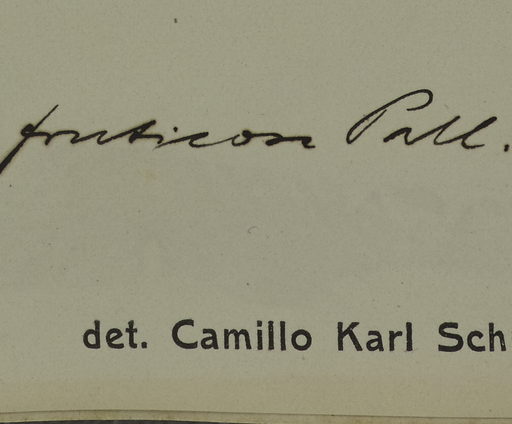 fruticosa Pall.
det. Camillo Karl Sch